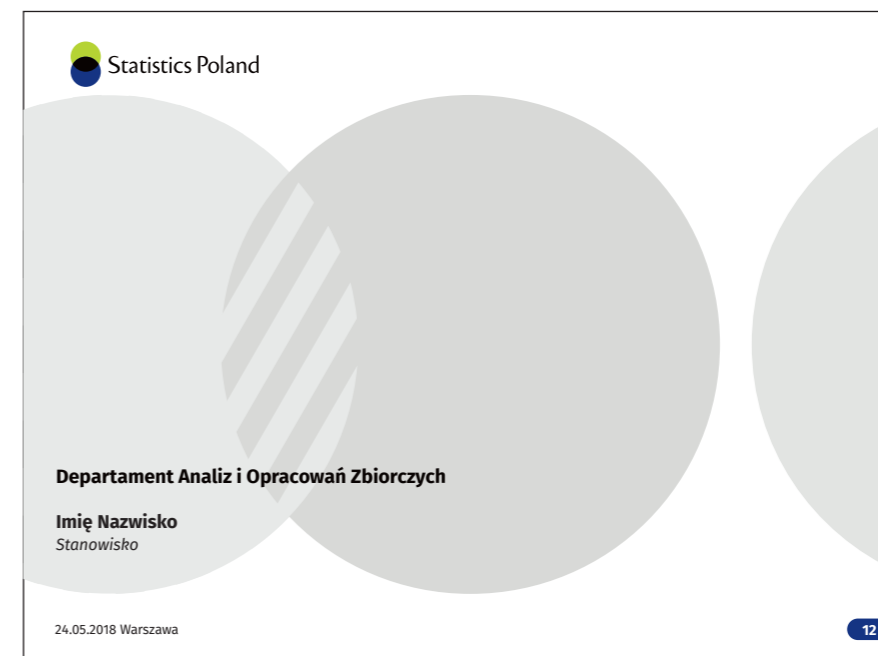 Statistics Poland
Departament Analiz i Opracowań Zbiorczych
Imię Nazwisko
Stanowisko
24.05.2018 Warszawa
12